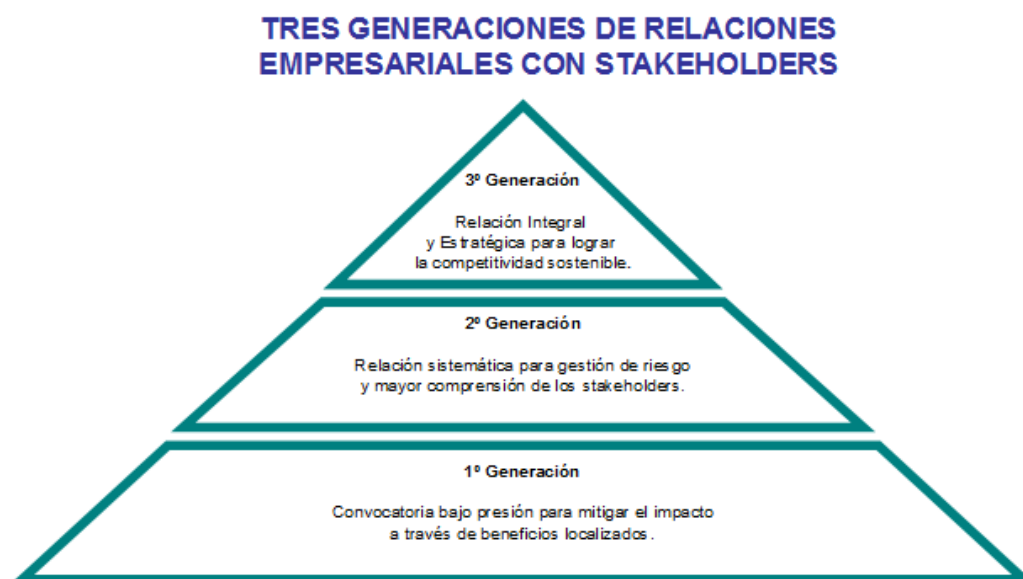 TRES GENERACIONES DE RELACIONES
EMPRESARIALES CON STAKEHOLDERS
3º Generación
Relación Integral
y Estratégica para lograr
la competitividad sostenible.
2º Generación
Relación sistemática para gestión de riesgo
y mayor comprensión de los stakeholders.
1º Generación
Convocatoria bajo presión para mitigar el impacto
a través de beneficios localizados.